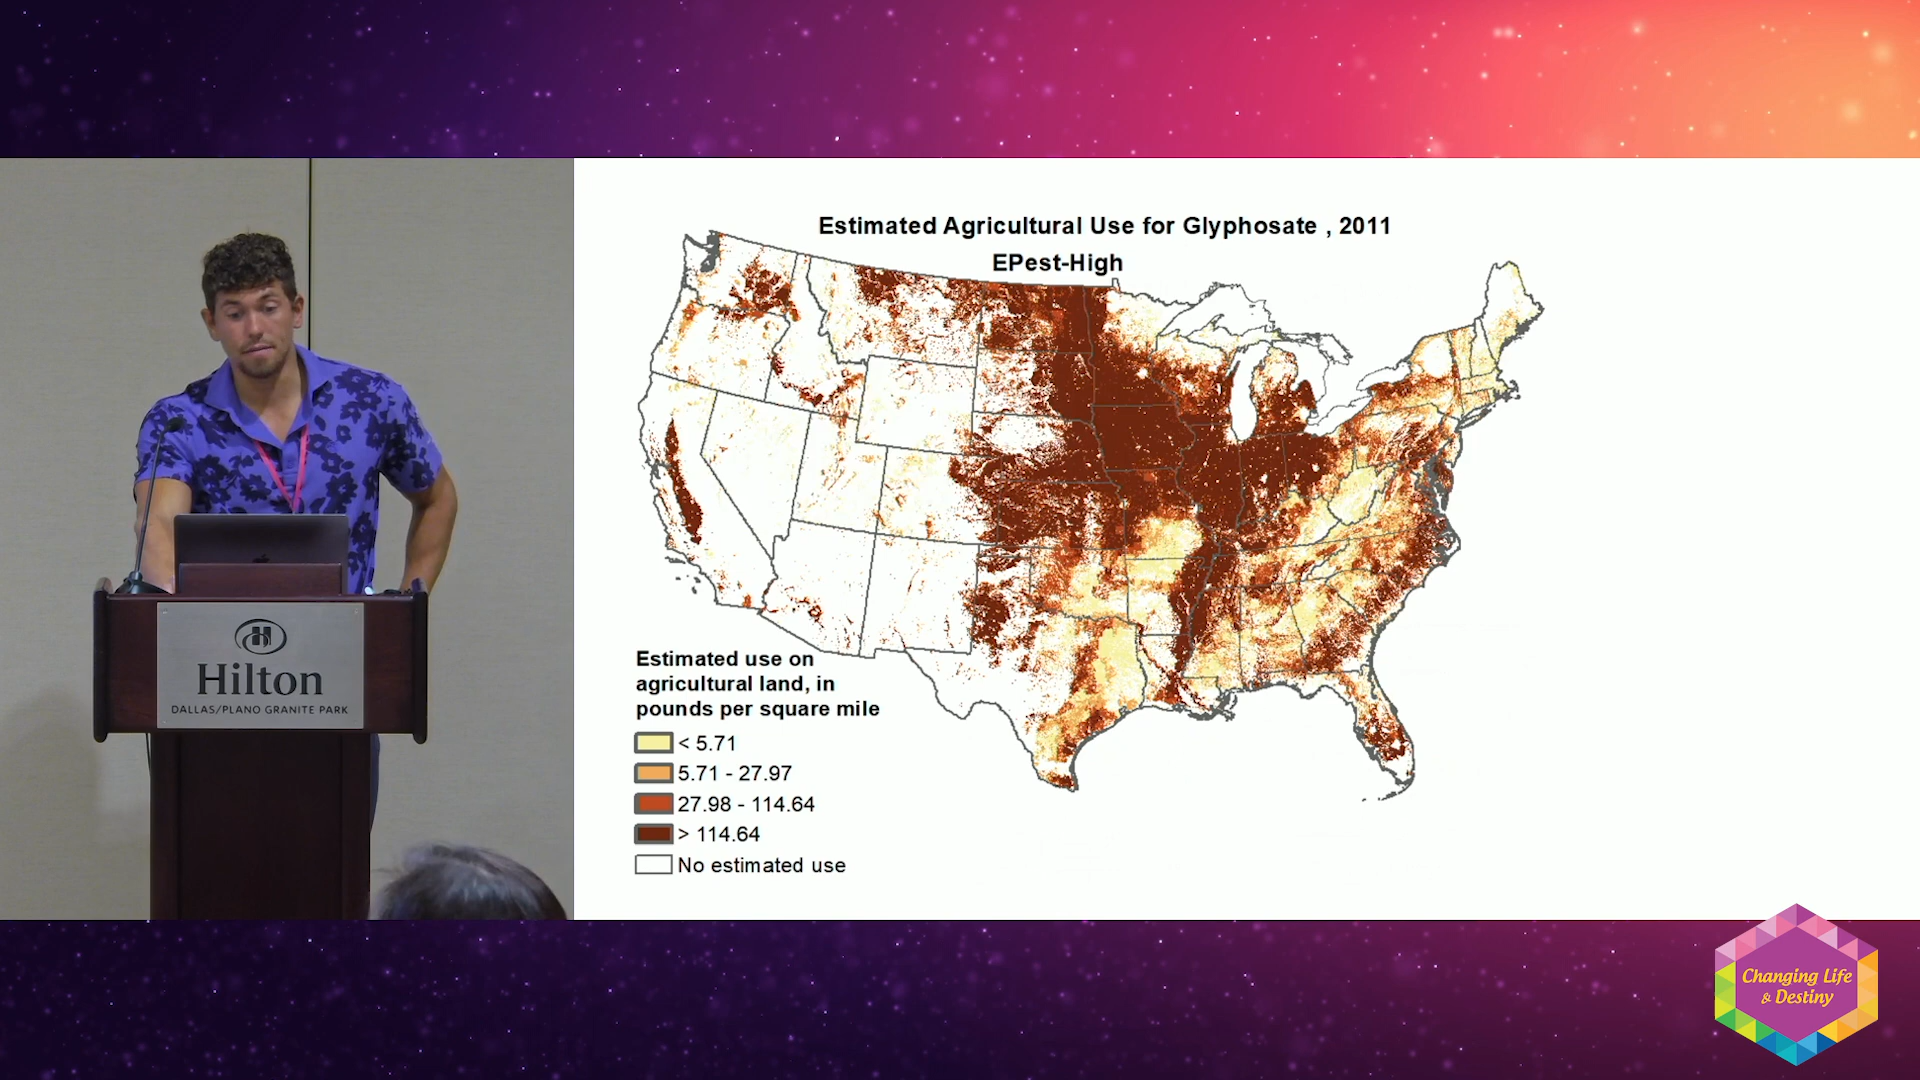 Estimated Agricultural Use for Glyphosate , 2011
EPest-High
Estimated use on
agricultural land, in
pounds per square mile
< 5.71
5.71 - 27.97
27.98 - 114.64
> 114.64
No estimated use
Hilton
DALLAS/PLANO GRANITE PARK
Changing Life
& Destiny